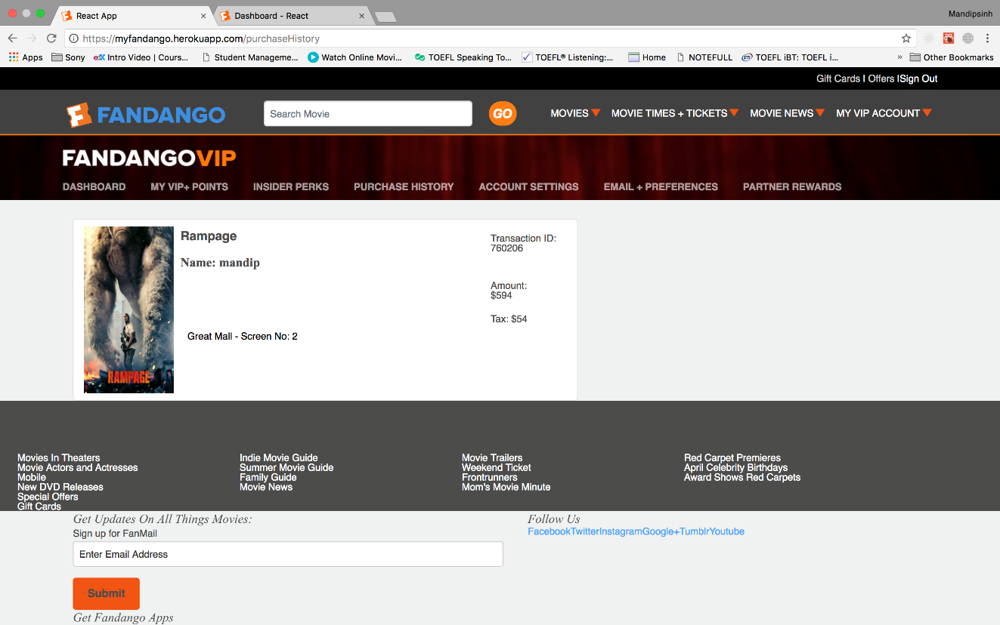 React App
Dashboard - React
Mandipsinh
https://myfandango.herokuapp.com/purchaseHistory
Apps Sony edX Intro Video | Cours... Student Manageme... Watch Online Movi... TOEFL Speaking To... TOEFL® Listening:... Home NOTEFULL ETS TOEFL iBT: TOEFL i... » Other Bookmarks
Gift Cards I Offers ISign Out
FANDANGO Search Movie GO MOVIES MOVIE TIMES + TICKETS MOVIE NEWS MY VIP ACCOUNT
FANDANGOVIP
DASHBOARD MY VIP+ POINTS INSIDER PERKS PURCHASE HISTORY ACCOUNT SETTINGS EMAIL + PREFERENCES PARTNER REWARDS
Rampage
Name: mandip
Great Mall - Screen No: 2
RAMPAGE
Transaction ID:
760206
Amount:
$594
Tax: $54
Movies In Theaters
Movie Actors and Actresses
Mobile
New DVD Releases
Special Offers
Gift Cards
Indie Movie Guide
Summer Movie Guide
Family Guide
Movie News
Movie Trailers
Weekend Ticket
Frontrunners
Mom's Movie Minute
Red Carpet Premieres
April Celebrity Birthdays
Award Shows Red Carpets
Get Updates On All Things Movies:
Sign up for FanMail
Enter Email Address
Submit
Get Fandango Apps
Follow Us
FacebookTwitterInstagramGoogle+TumblrYoutube